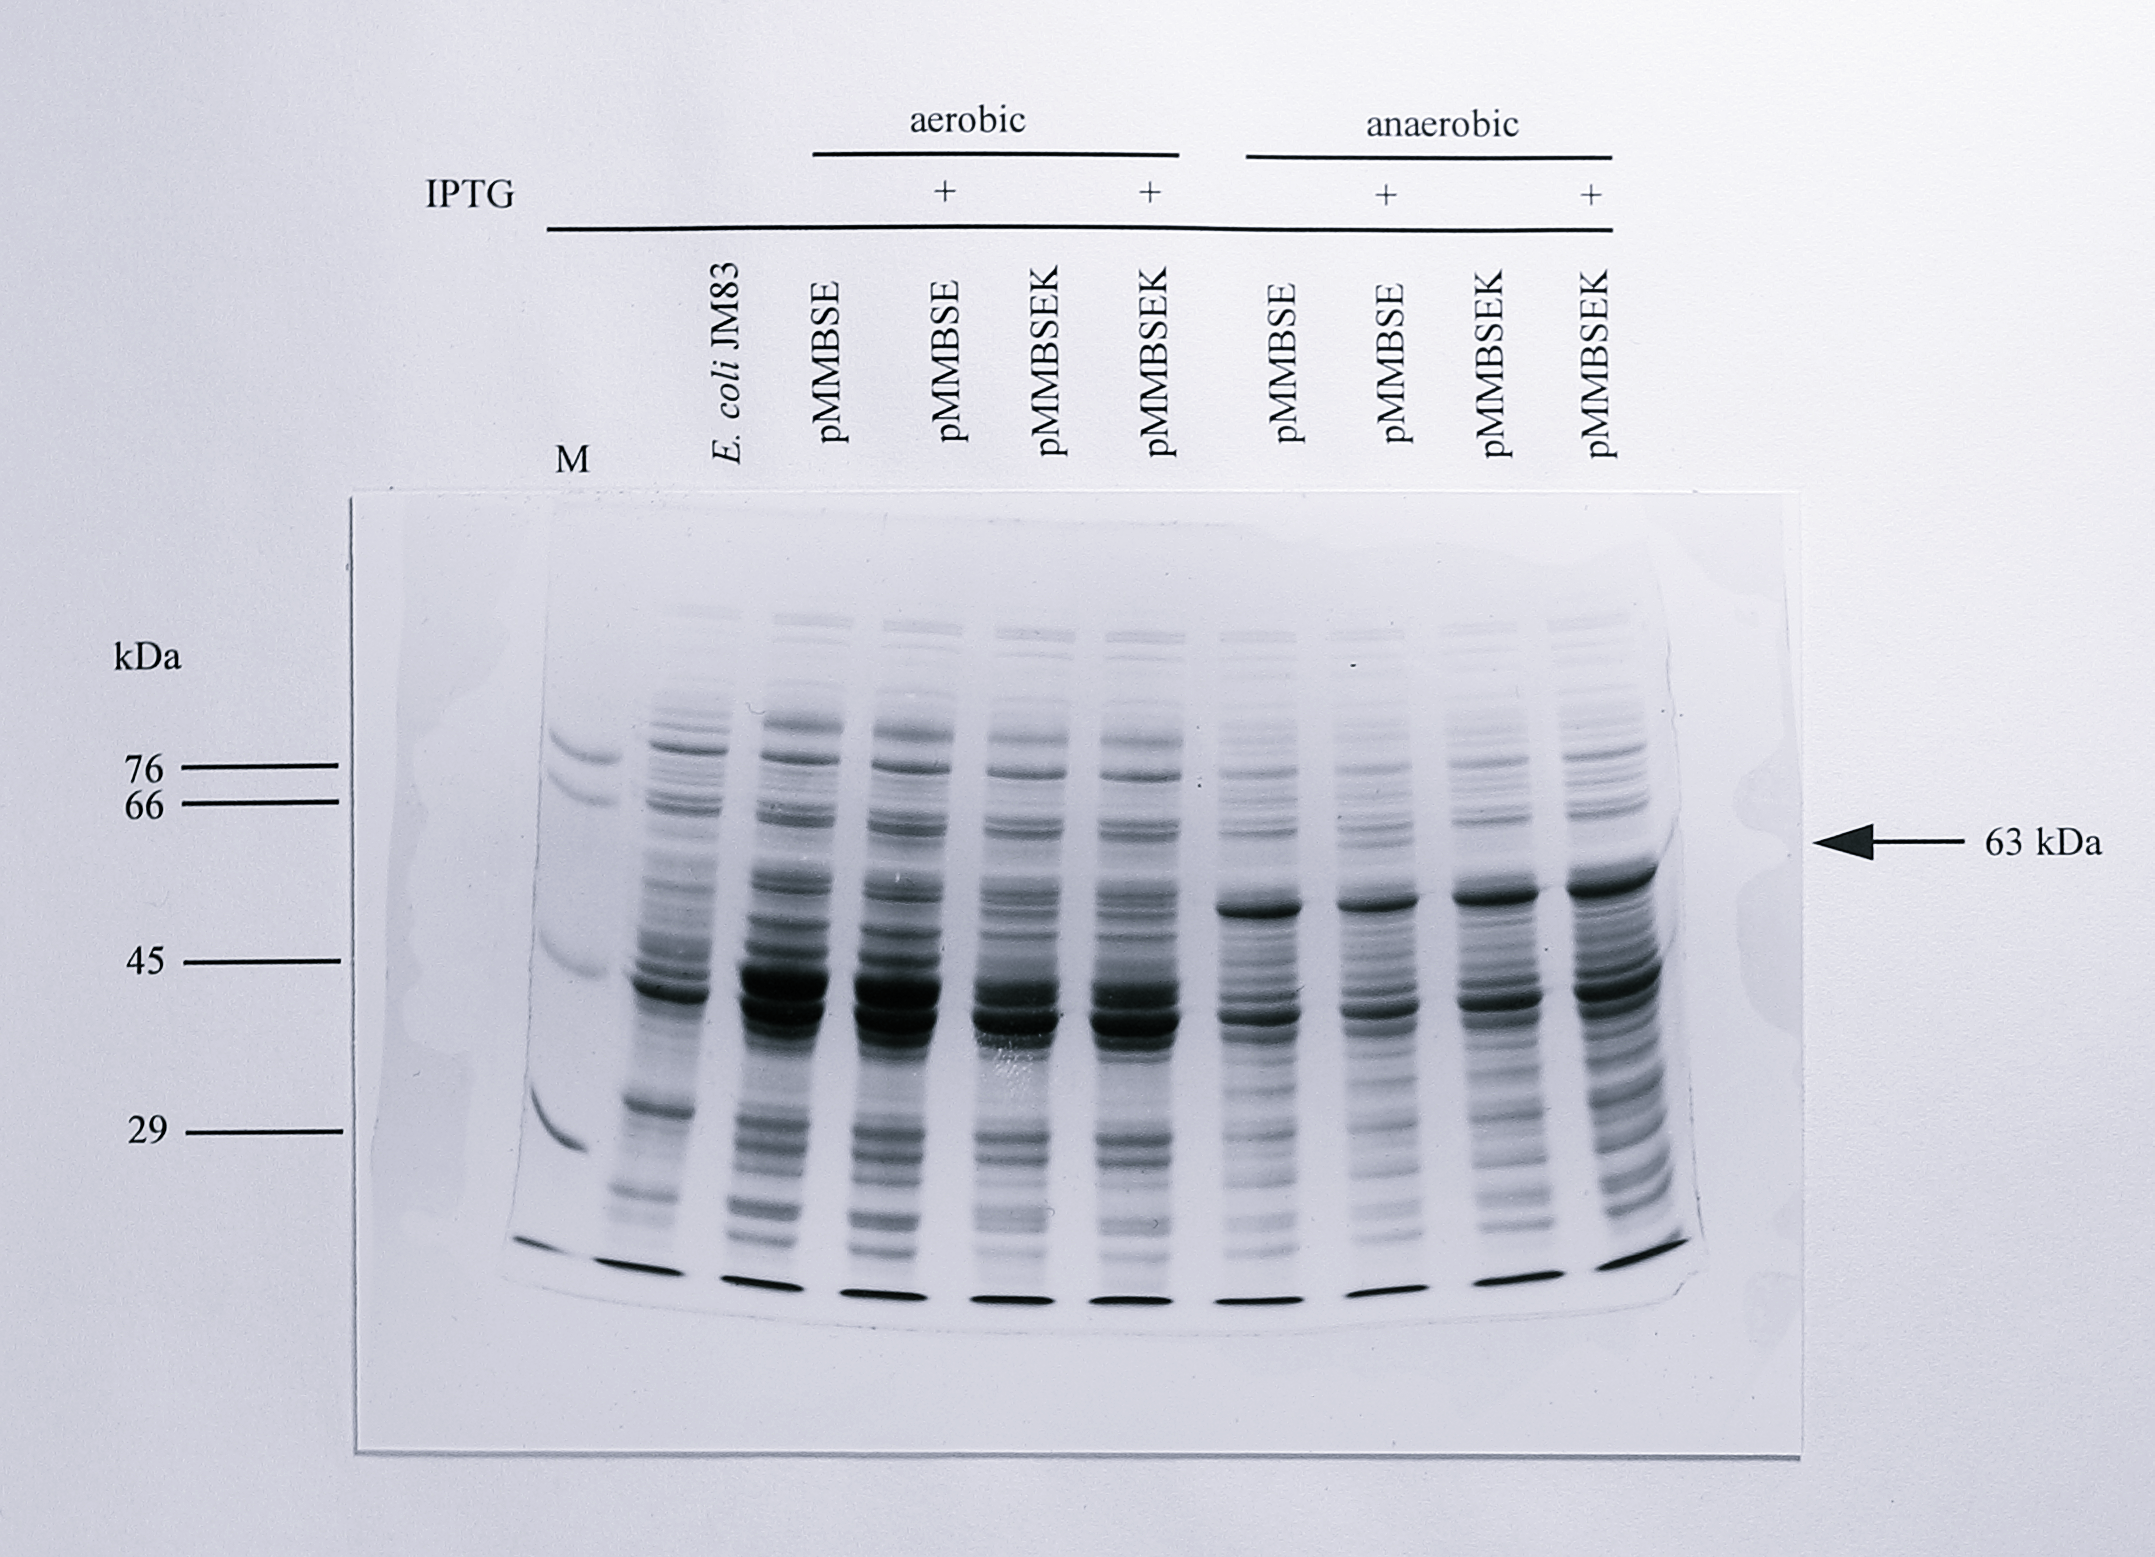 aerobic anaerobic
IPTG + + + +
M
E. coli JM83
pMMBSE
pMMBSE
pMMBSEK
pMMBSEK
pMMBSE
pMMBSE
pMMBSEK
pMMBSEK
kDa
76
66
63 kDa
45
29